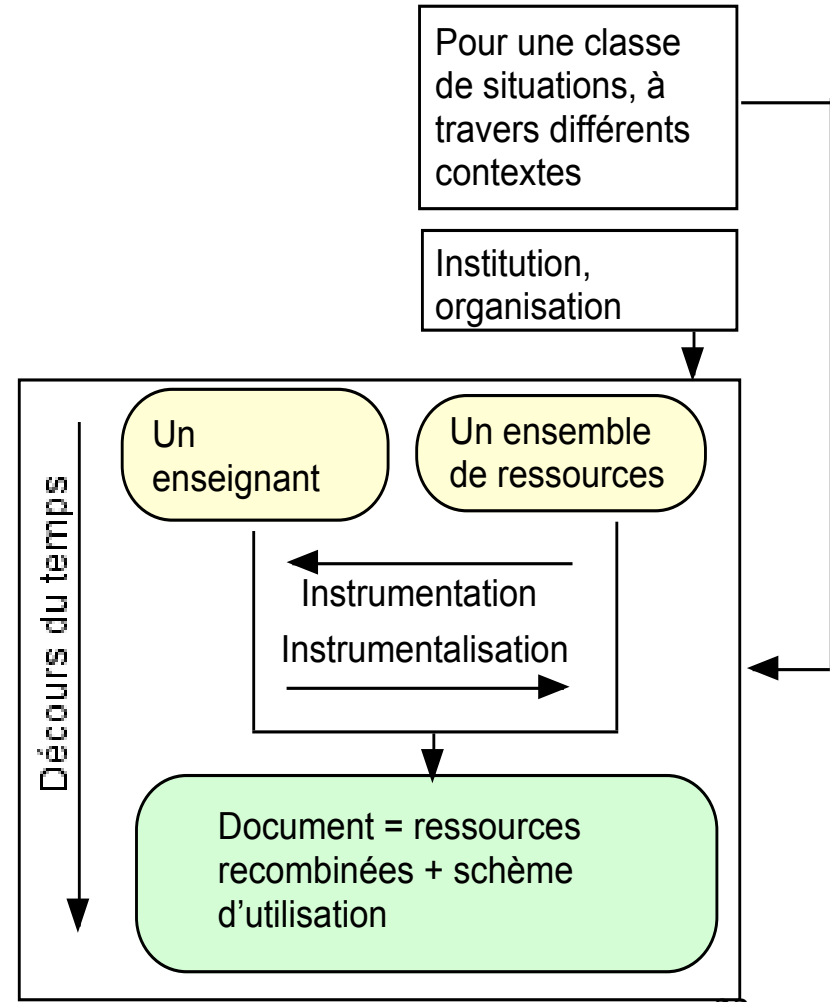 Pour une classe
de situations, à
travers différents
contextes
Institution,
organisation
Un
enseignant
Un ensemble
de ressources
Décours du temps
Instrumentation
Instrumentalisation
Document = ressources
recombinées + schème
d’utilisation